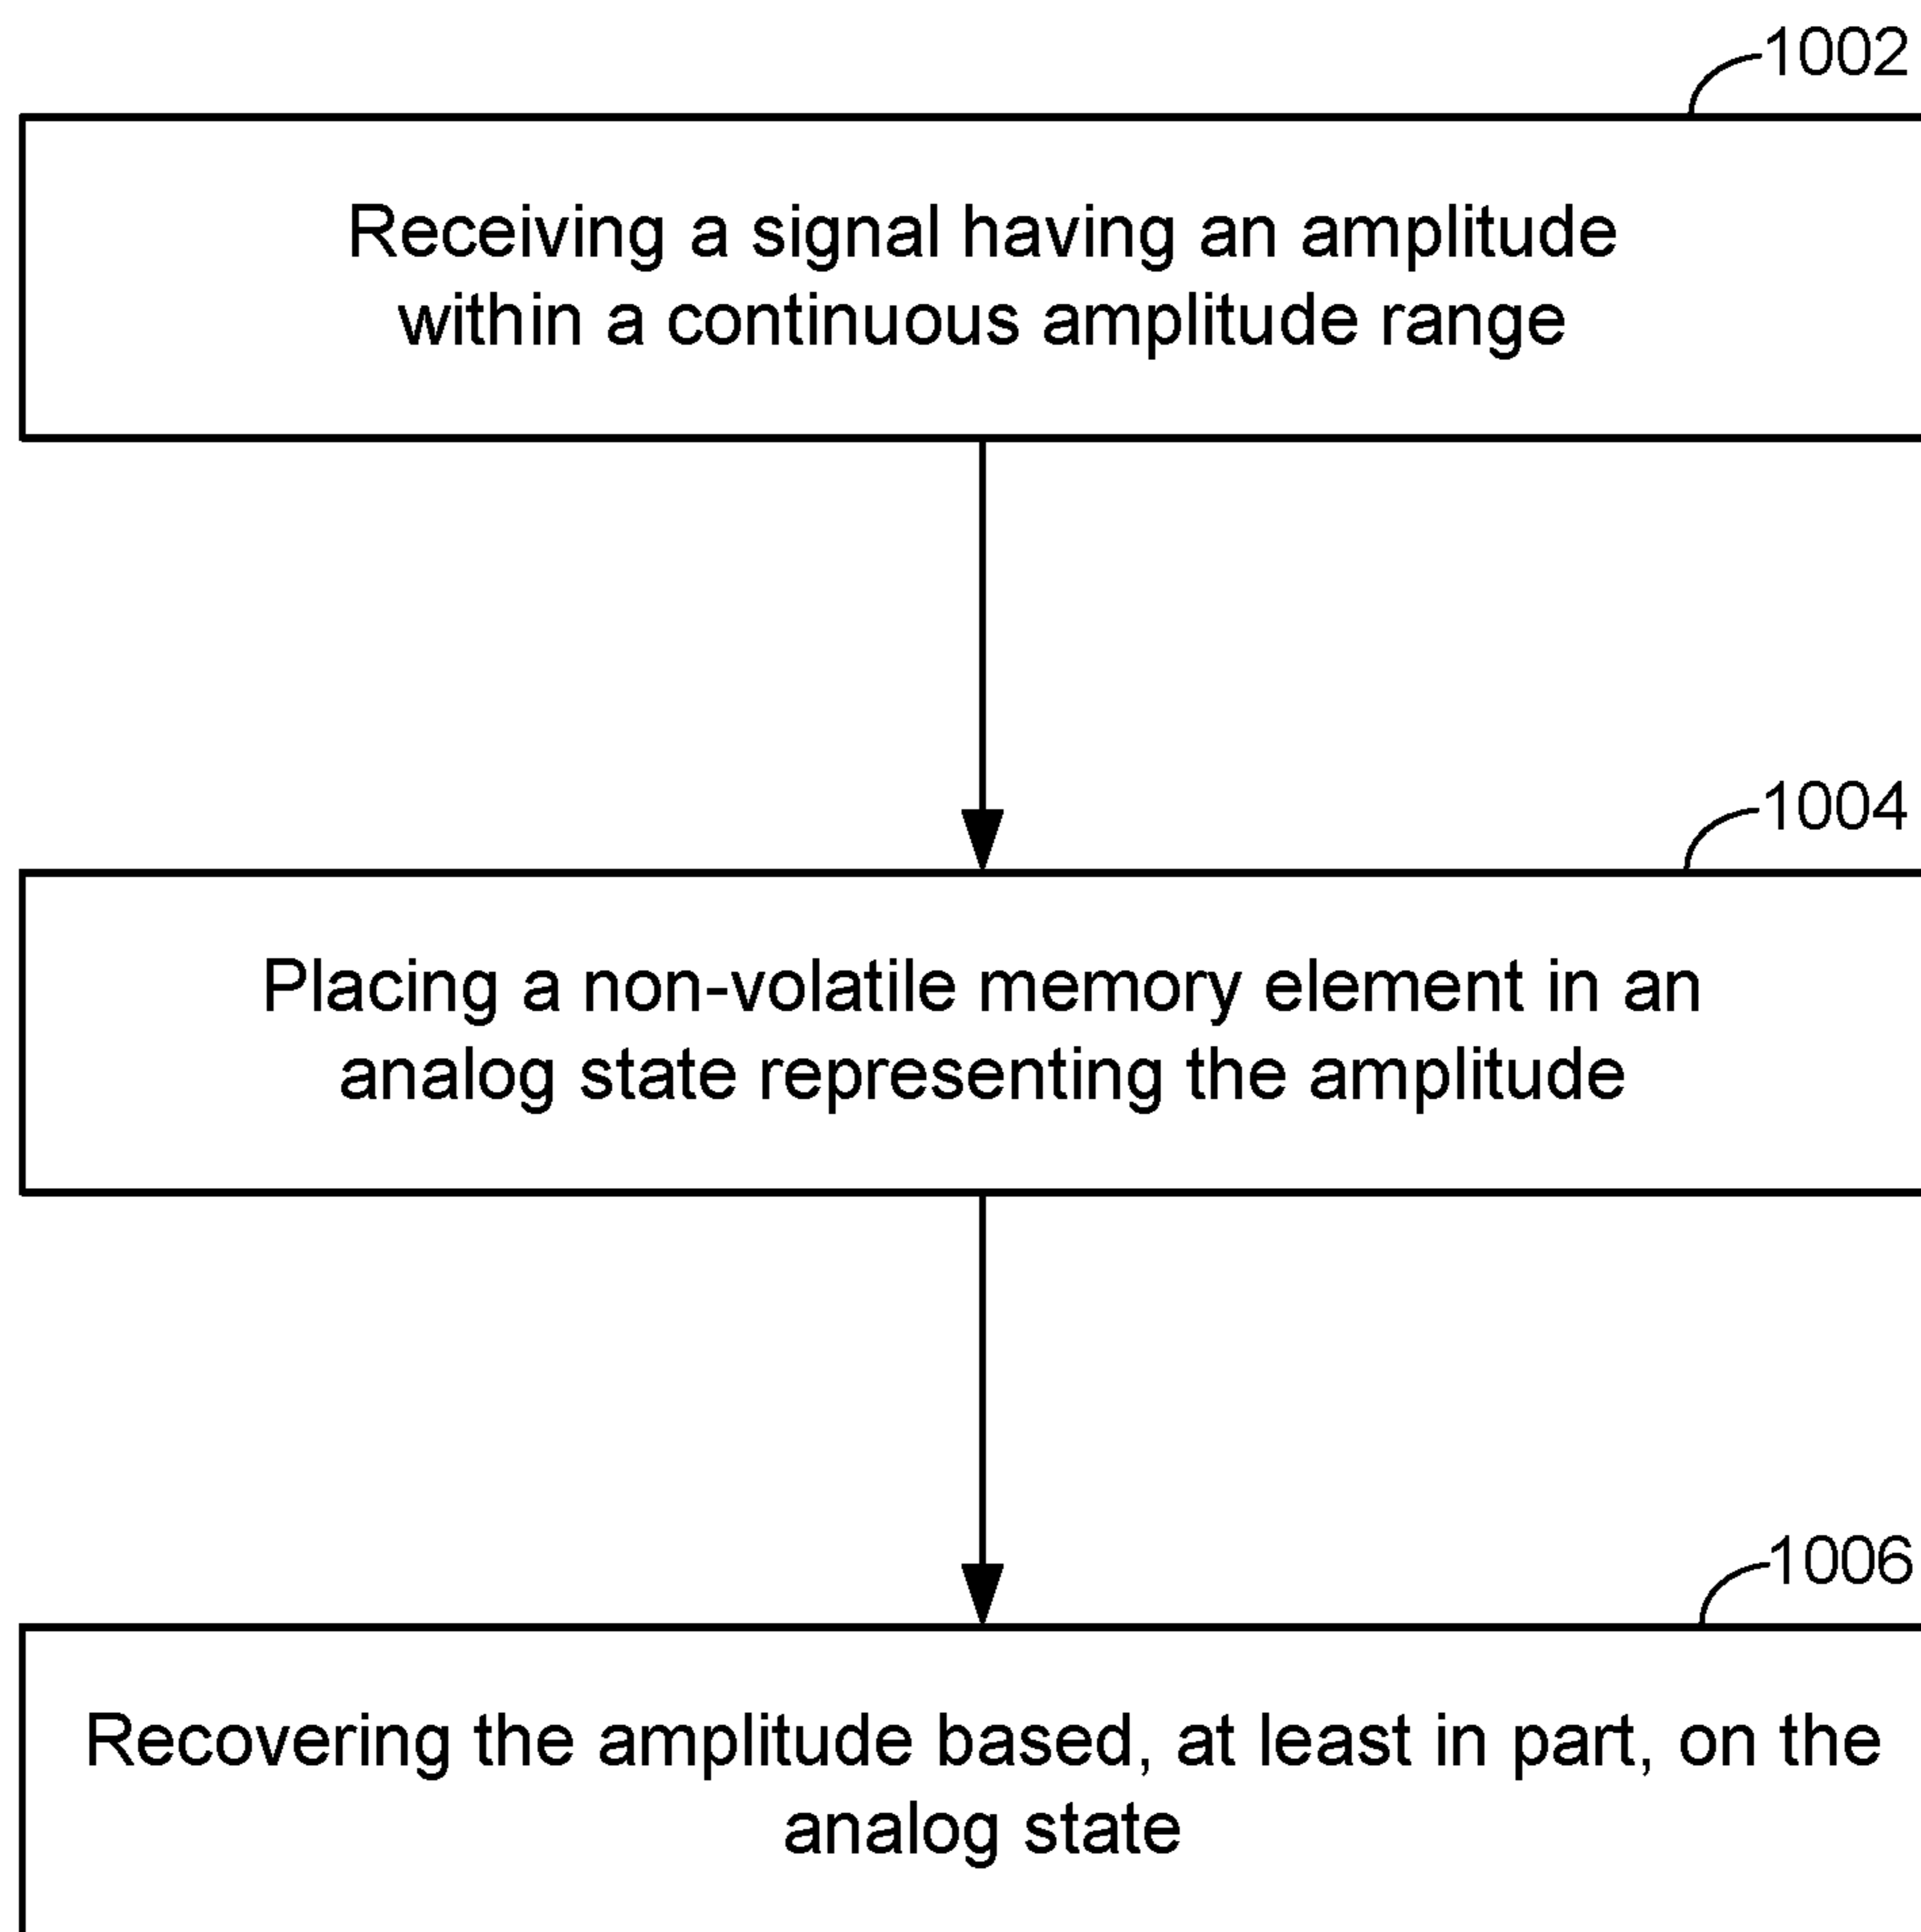 1002
Receiving a signal having an amplitude
within a continuous amplitude range
1004
Placing a non-volatile memory element in an
analog state representing the amplitude
1006
Recovering the amplitude based, at least in part, on the
analog state